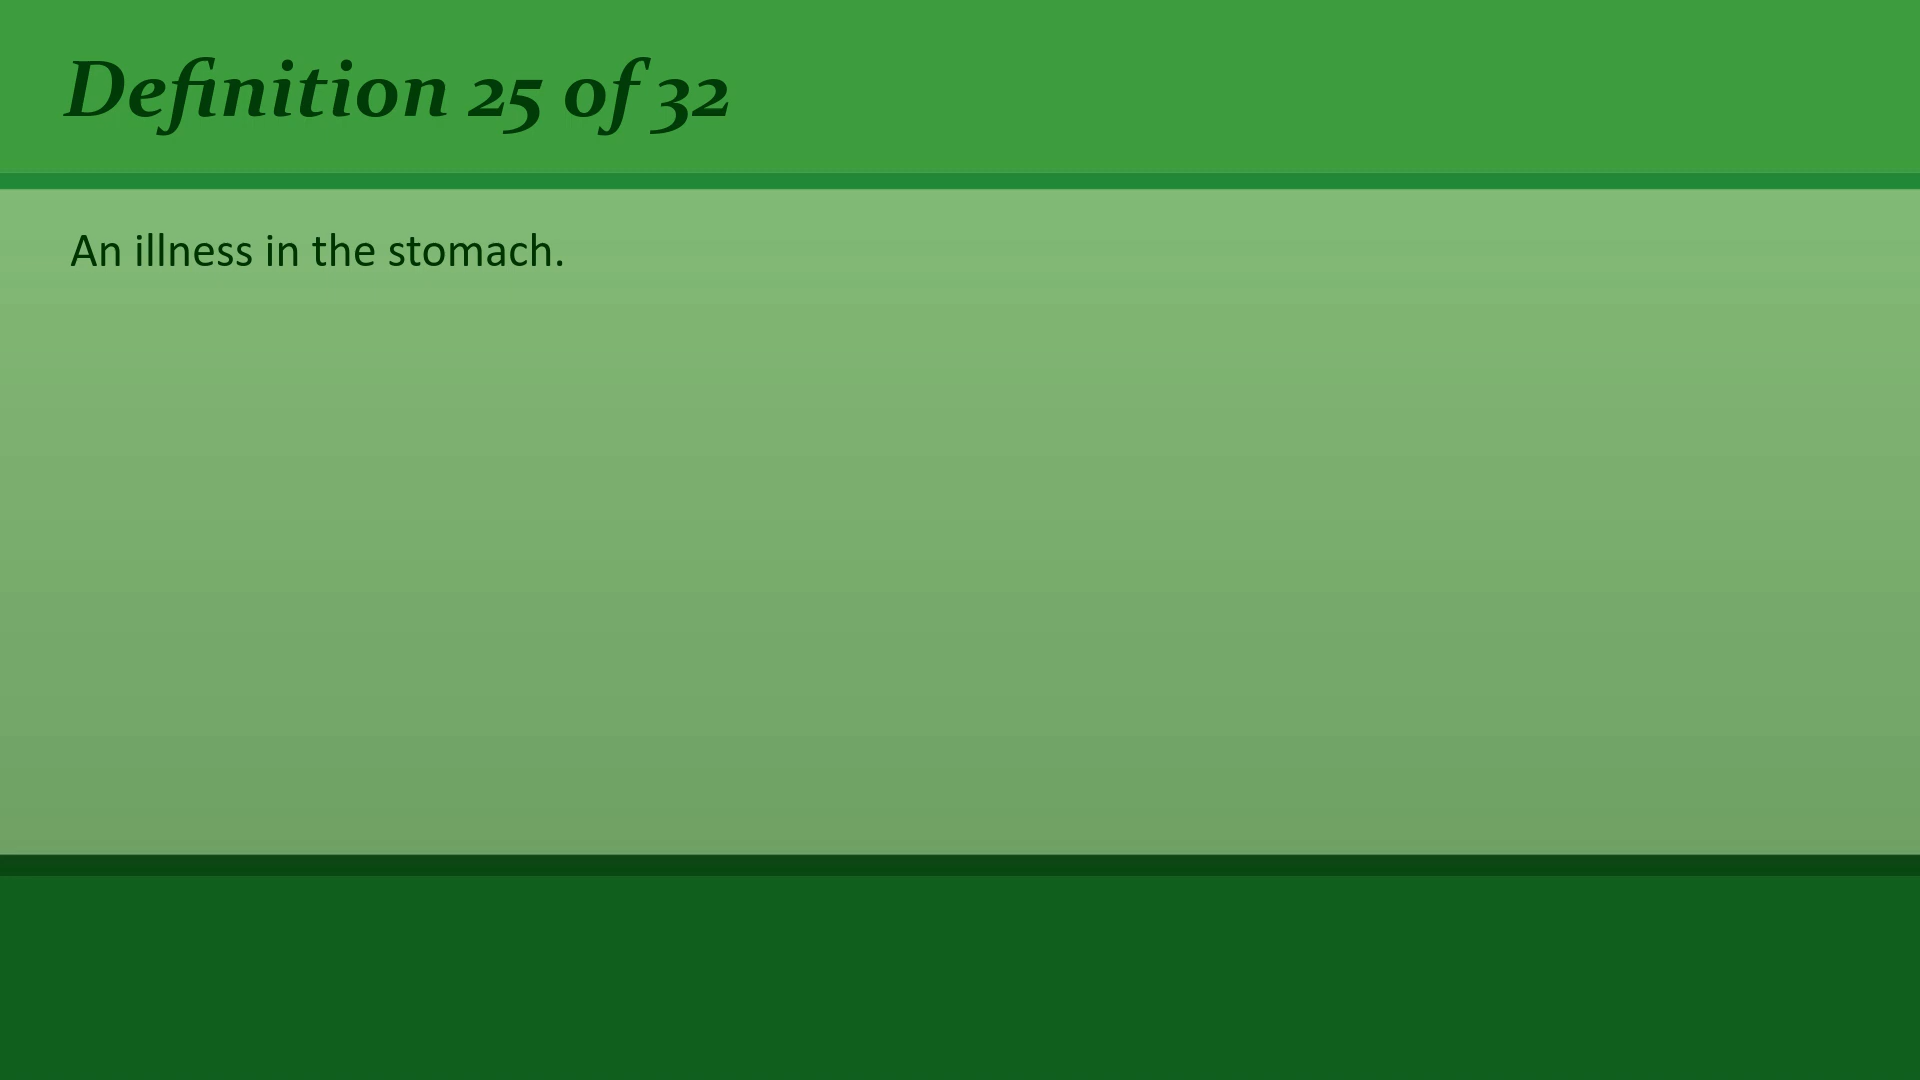 Definition 25 of 32
An illness in the stomach.